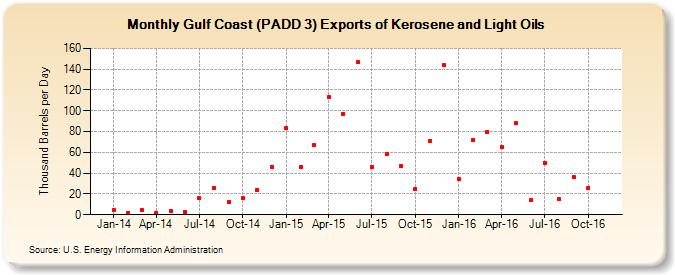 Monthly Gulf Coast (PADD 3) Exports of Kerosene and Light Oils
Thousand Barrels per Day
160
140
120
100
80
60
40
20
0
Jan-14 Apr-14 Jul-14 Oct-14 Jan-15 Apr-15 Jul-15 Oct-15 Jan-16 Apr-16 Jul-16 Oct-16
Source: U.S. Energy Information Administration